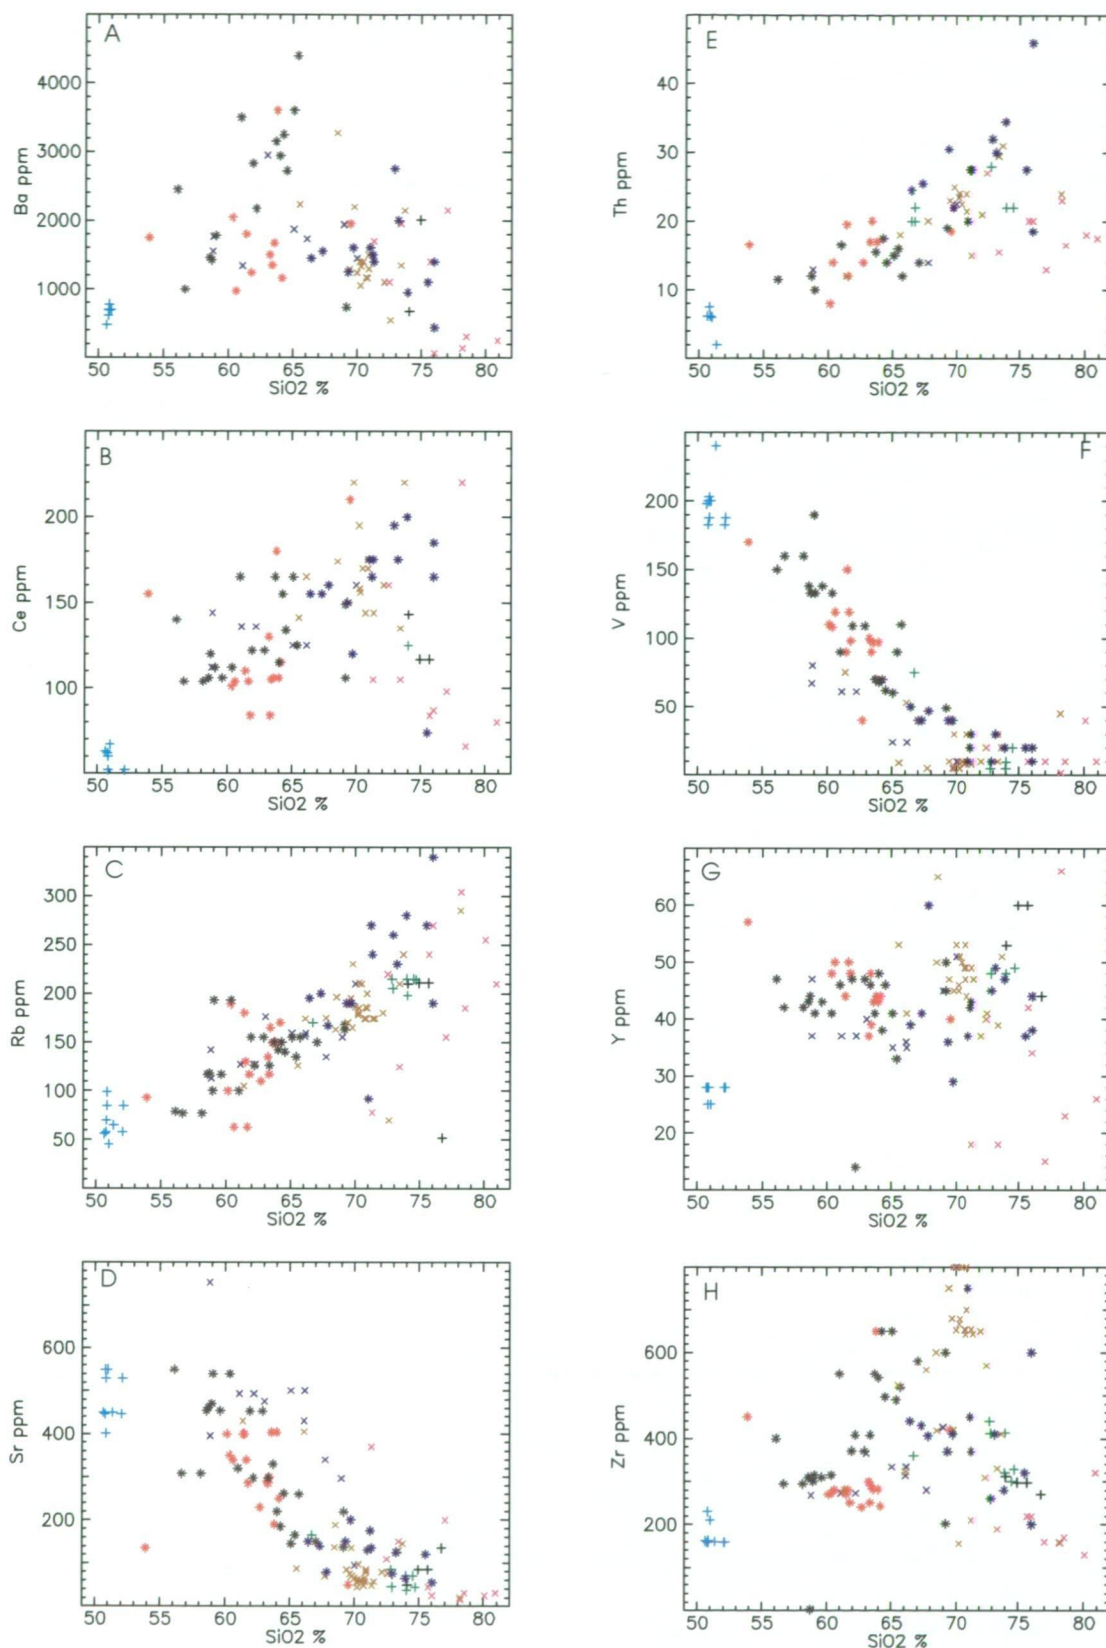 A
4000
3000
2000
1000
Ba ppm
50 55 60 65 70 75 80
SiO2 %
E
40
30
20
10
Th ppm
50 55 60 65 70 75 80
SiO2 %
B
200
150
100
Ce ppm
50 55 60 65 70 75 80
SiO2 %
F
200
150
100
50
0
V ppm
50 55 60 65 70 75 80
SiO2 %
C
300
250
200
150
100
50
Rb ppm
50 55 60 65 70 75 80
SiO2 %
G
60
50
40
30
20
Y ppm
50 55 60 65 70 75 80
SiO2 %
D
600
400
200
Sr ppm
50 55 60 65 70 75 80
SiO2 %
H
600
400
200
Zr ppm
50 55 60 65 70 75 80
SiO2 %